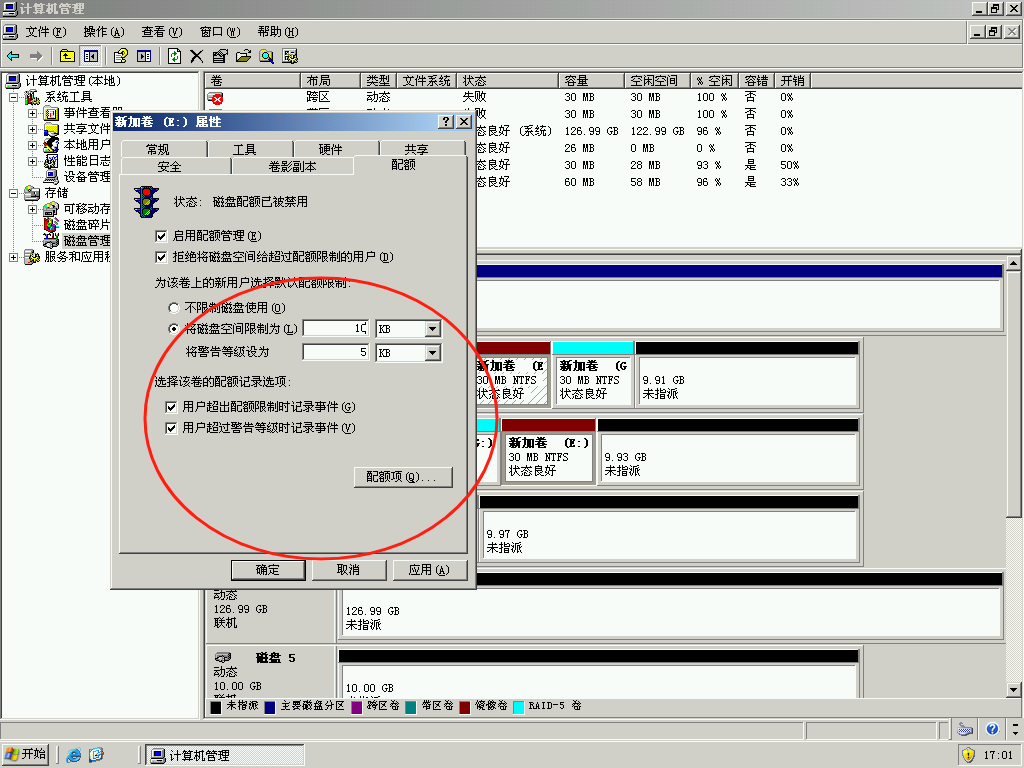 计算机管理
文件(F) 操作(A) 查看(V) 窗口(W) 帮助(H)
计算机管理(本地)
系统工具
事件查看器
共享文件
本地用户
性能日志
设备管理
存储
可移动存
磁盘碎片
磁盘管理
服务和应用程
卷 布局 类型 文件系统 状态 容量 空闲空间 % 空闲 容错 开销
跨区 动态 失败 30 MB 30 MB 100 % 否 0%
败 30 MB 30 MB 100 % 否 0%
态良好 (系统) 126.99 GB 122.99 GB 96 % 否 0%
态良好 26 MB 0 MB 0 % 否 0%
态良好 30 MB 28 MB 93 % 是 50%
态良好 60 MB 58 MB 96 % 是 33%
新加卷 (E:) 属性
常规 工具 硬件 共享
安全 卷影副本 配额
状态: 磁盘配额已被禁用
启用配额管理(E)
拒绝将磁盘空间给超过配额限制的用户(D)
为该卷上的新用户选择默认配额限制:
不限制磁盘使用(O)
将磁盘空间限制为(L) 10 KB
将警告等级设为 5 KB
选择该卷的配额记录选项:
用户超出配额限制时记录事件(G)
用户超过警告等级时记录事件(V)
配额项(Q)...
确定 取消 应用(A)
新加卷 (E
30 MB NTFS
状态良好
新加卷 (G
30 MB NTFS
状态良好
9.91 GB
未指派
G:)
新加卷 (E:)
30 MB NTFS
状态良好
9.93 GB
未指派
9.97 GB
未指派
动态
126.99 GB
联机
126.99 GB
未指派
磁盘 5
动态
10.00 GB
10.00 GB
未指派 主要磁盘分区 跨区卷 带区卷 镜像卷 RAID-5 卷
开始 计算机管理 17:01